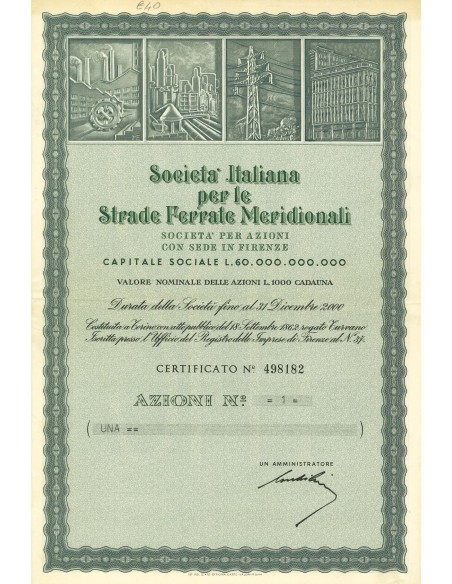 £40
Società Italiana
per le
Strade Ferrate Meridionali
SOCIETA' PER AZIONI
CON SEDE IN FIRENZE
CAPITALE SOCIALE L. 60.000.000.000
VALORE NOMINALE DELLE AZIONI L. 1000 CADAUNA
Durata della Società fino al 31 Dicembre 2000
Costituita a Torino con atto pubblico del 18 Settembre 1862 rogato Turvano
Iscritta presso l'Ufficio del Registro delle Imprese di Firenze al N. 37.
CERTIFICATO Nº 498182
AZIONI Nº = 1 =
( UNA == )
UN AMMINISTRATORE